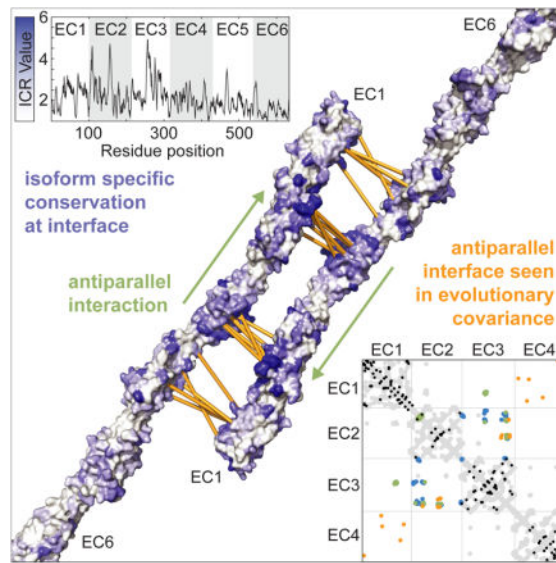 6
4
2
ICR Value
EC1 EC2 EC3 EC4 EC5 EC6
100 300 500
Residue position
EC6
EC1
isoform specific
conservation
at interface
antiparallel
interaction
antiparallel
interface seen
in evolutionary
covariance
EC1 EC2 EC3 EC4
EC1
EC2
EC3
EC4
EC1
EC6